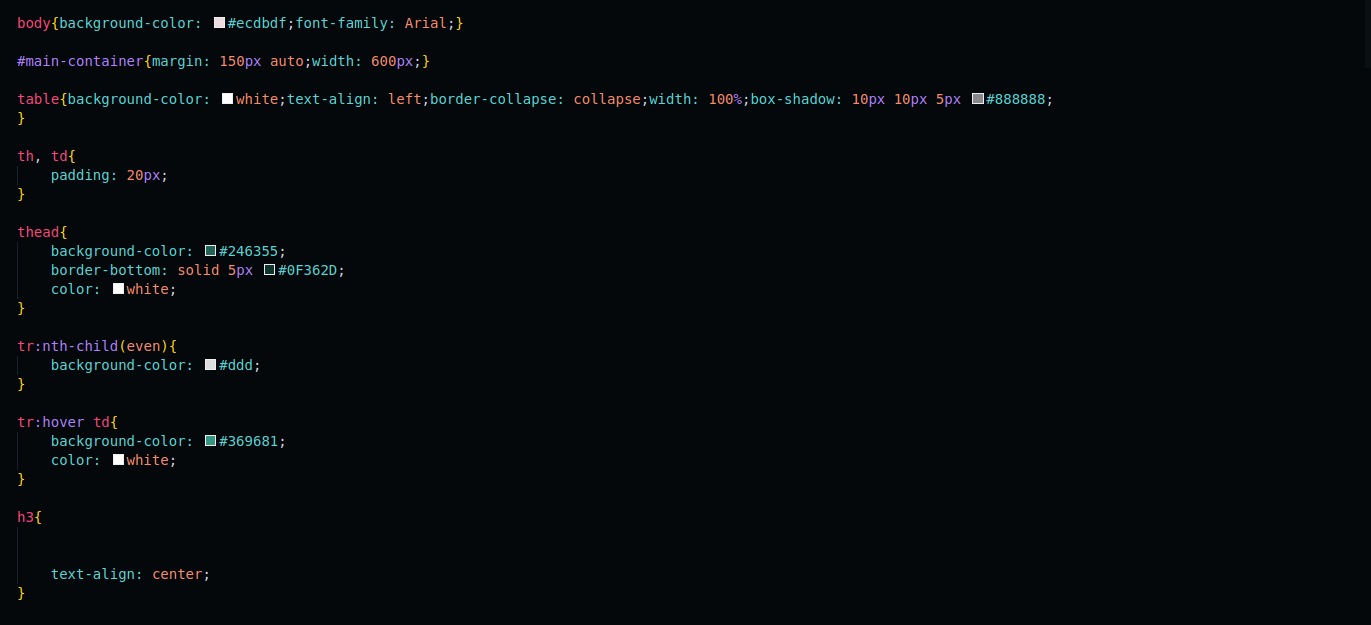 body{background-color: #ecdbdf;font-family: Arial;}
#main-container{margin: 150px auto;width: 600px;}
table{background-color: white;text-align: left;border-collapse: collapse;width: 100%;box-shadow: 10px 10px 5px #888888;
}
th, td{
    padding: 20px;
}
thead{
    background-color: #246355;
    border-bottom: solid 5px #0F362D;
    color: white;
}
tr:nth-child(even){
    background-color: #ddd;
}
tr:hover td{
    background-color: #369681;
    color: white;
}
h3{
    text-align: center;
}